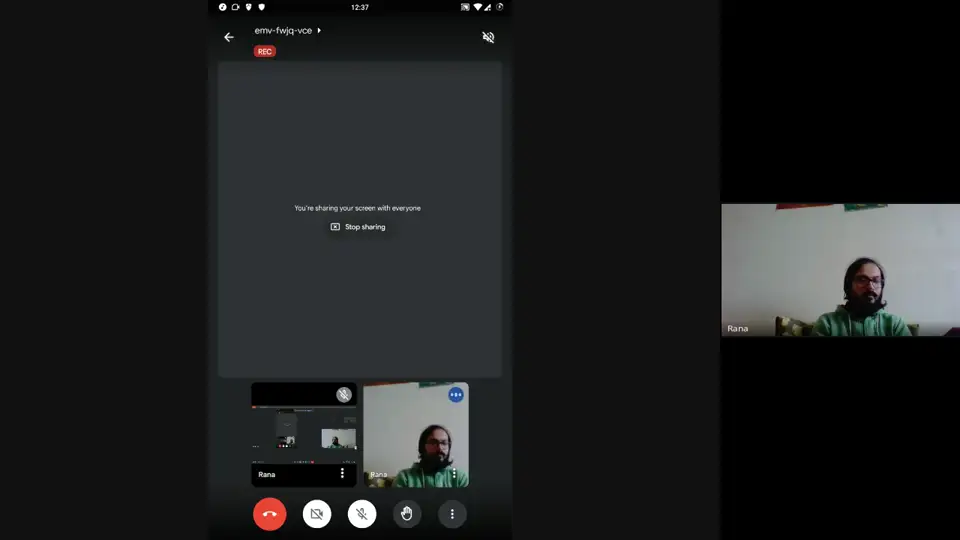 12:37
emv-fwjq-vce
REC
You're sharing your screen with everyone
Stop sharing
Rana
Rana
Rana